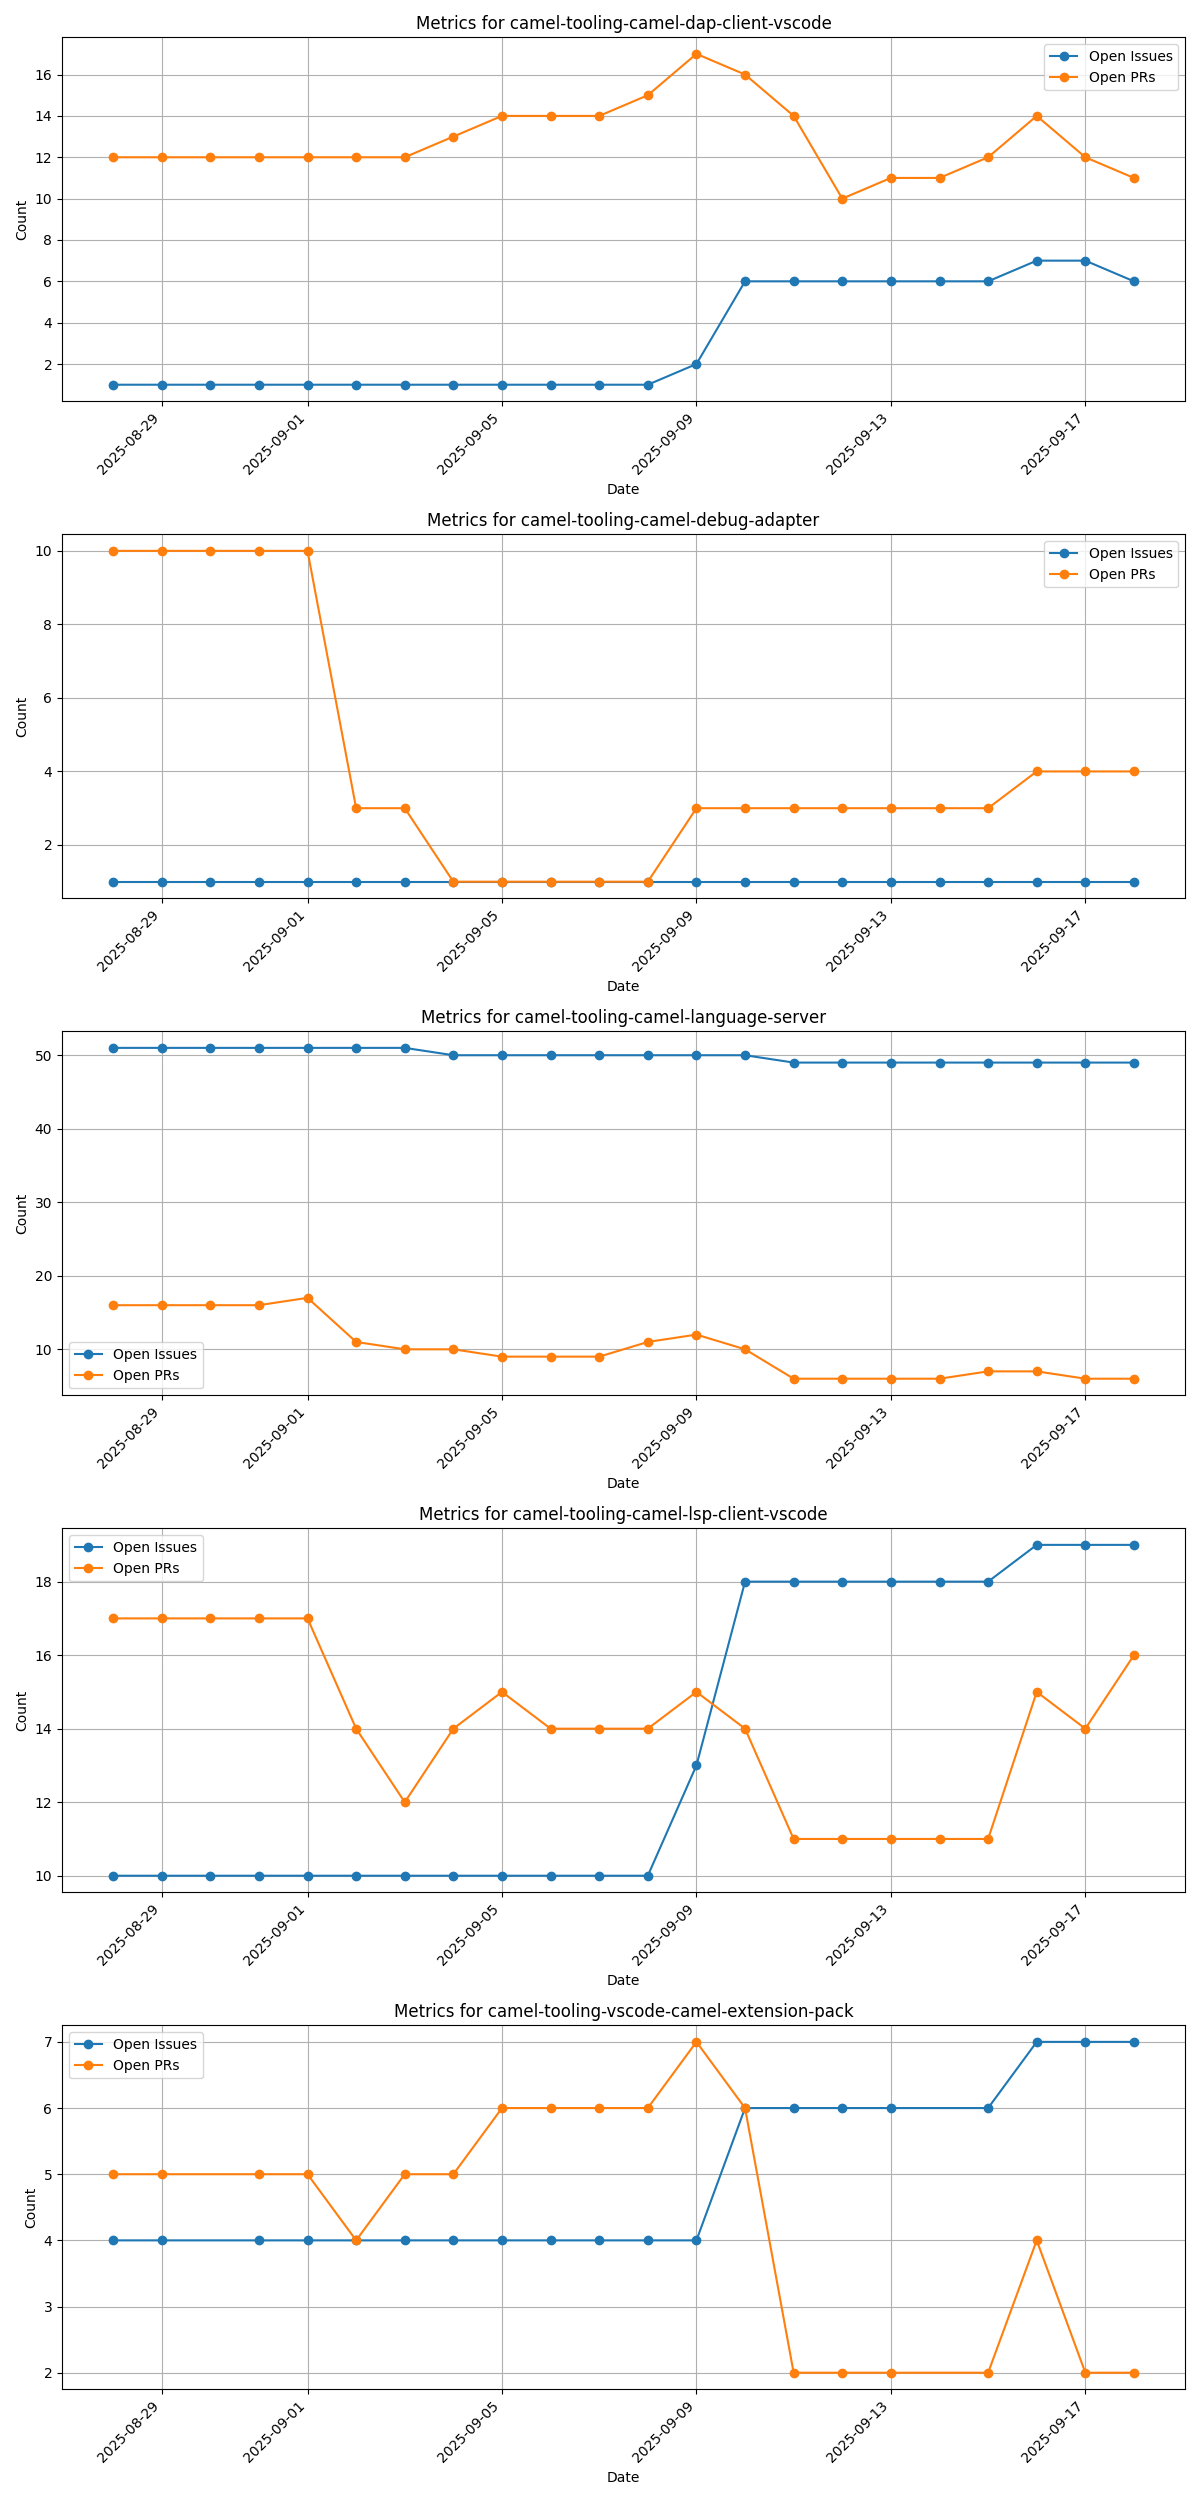 Metrics for camel-tooling-camel-dap-client-vscode
Open Issues
Open PRs
16
14
12
10
8
6
4
2
Count
2025-08-29
2025-09-01
2025-09-05
2025-09-09
2025-09-13
2025-09-17
Date
Metrics for camel-tooling-camel-debug-adapter
Open Issues
Open PRs
10
8
6
4
2
Count
2025-08-29
2025-09-01
2025-09-05
2025-09-09
2025-09-13
2025-09-17
Date
Metrics for camel-tooling-camel-language-server
50
40
30
20
10
Count
Open Issues
Open PRs
2025-08-29
2025-09-01
2025-09-05
2025-09-09
2025-09-13
2025-09-17
Date
Metrics for camel-tooling-camel-lsp-client-vscode
Open Issues
Open PRs
18
16
14
12
10
Count
2025-08-29
2025-09-01
2025-09-05
2025-09-09
2025-09-13
2025-09-17
Date
Metrics for camel-tooling-vscode-camel-extension-pack
Open Issues
Open PRs
7
6
5
4
3
2
Count
2025-08-29
2025-09-01
2025-09-05
2025-09-09
2025-09-13
2025-09-17
Date